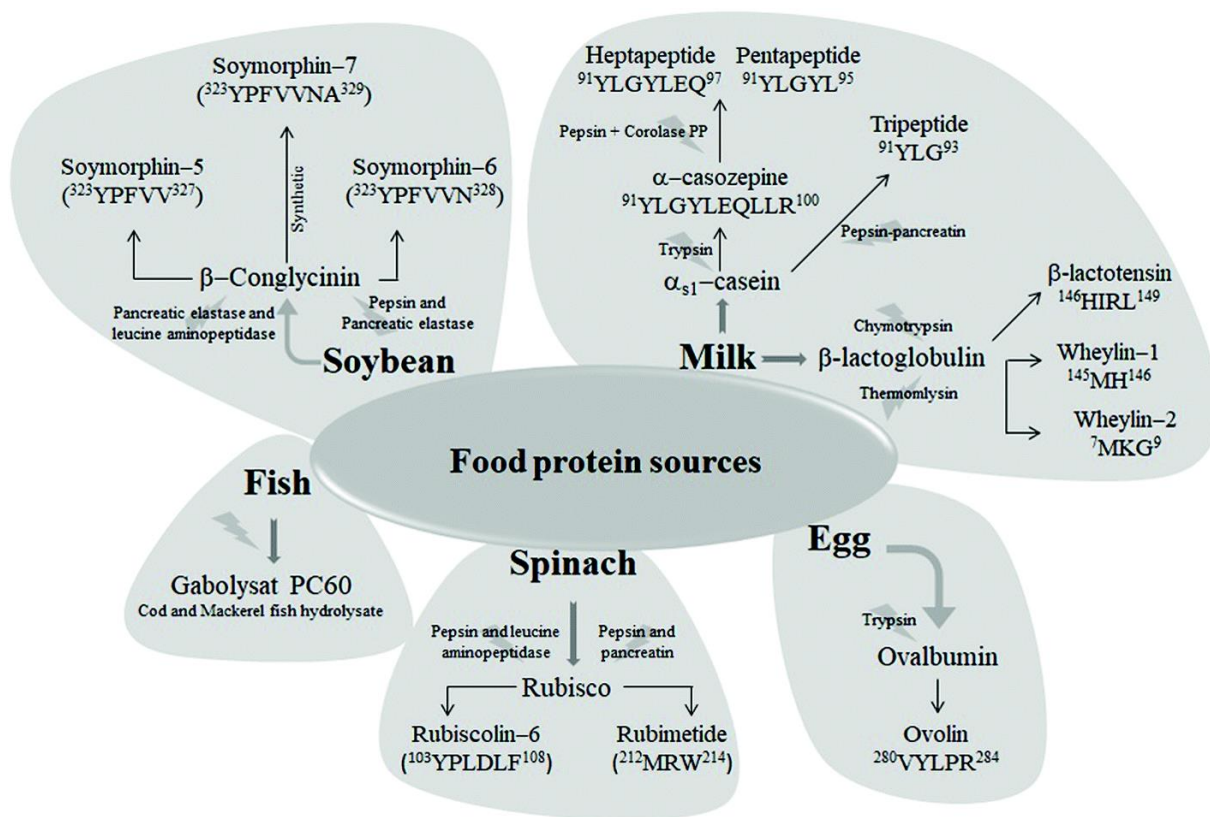 Soymorphin–7
(³²³YPFVVNA³²⁹)
Soymorphin–5
(³²³YPFVV³²⁷)
Synthetic
Soymorphin–6
(³²³YPFVVN³²⁸)
β–Conglycinin
Pancreatic elastase and
leucine aminopeptidase
Pepsin and
Pancreatic elastase
Soybean
Heptapeptide
⁹¹YLGYLEQ⁹⁷
Pentapeptide
⁹¹YLGYL⁹⁵
Pepsin + Corolase PP
Tripeptide
⁹¹YLG⁹³
α–casozepine
⁹¹YLGYLEQLLR¹⁰⁰
Trypsin
Pepsin-pancreatin
αs1–casein
β-lactotensin
¹⁴⁶HIRL¹⁴⁹
Chymotrypsin
Milk
β-lactoglobulin
Thermomlysin
Wheylin–1
¹⁴⁵MH¹⁴⁶
Wheylin–2
⁷MKG⁹
Food protein sources
Fish
Gabolysat PC60
Cod and Mackerel fish hydrolysate
Spinach
Pepsin and leucine
aminopeptidase
Pepsin and
pancreatin
Rubisco
Rubiscolin–6
(¹⁰³YPLDLF¹⁰⁸)
Rubimetide
(²¹²MRW²¹⁴)
Egg
Trypsin
Ovalbumin
Ovolin
²⁸⁰VYLPR²⁸⁴